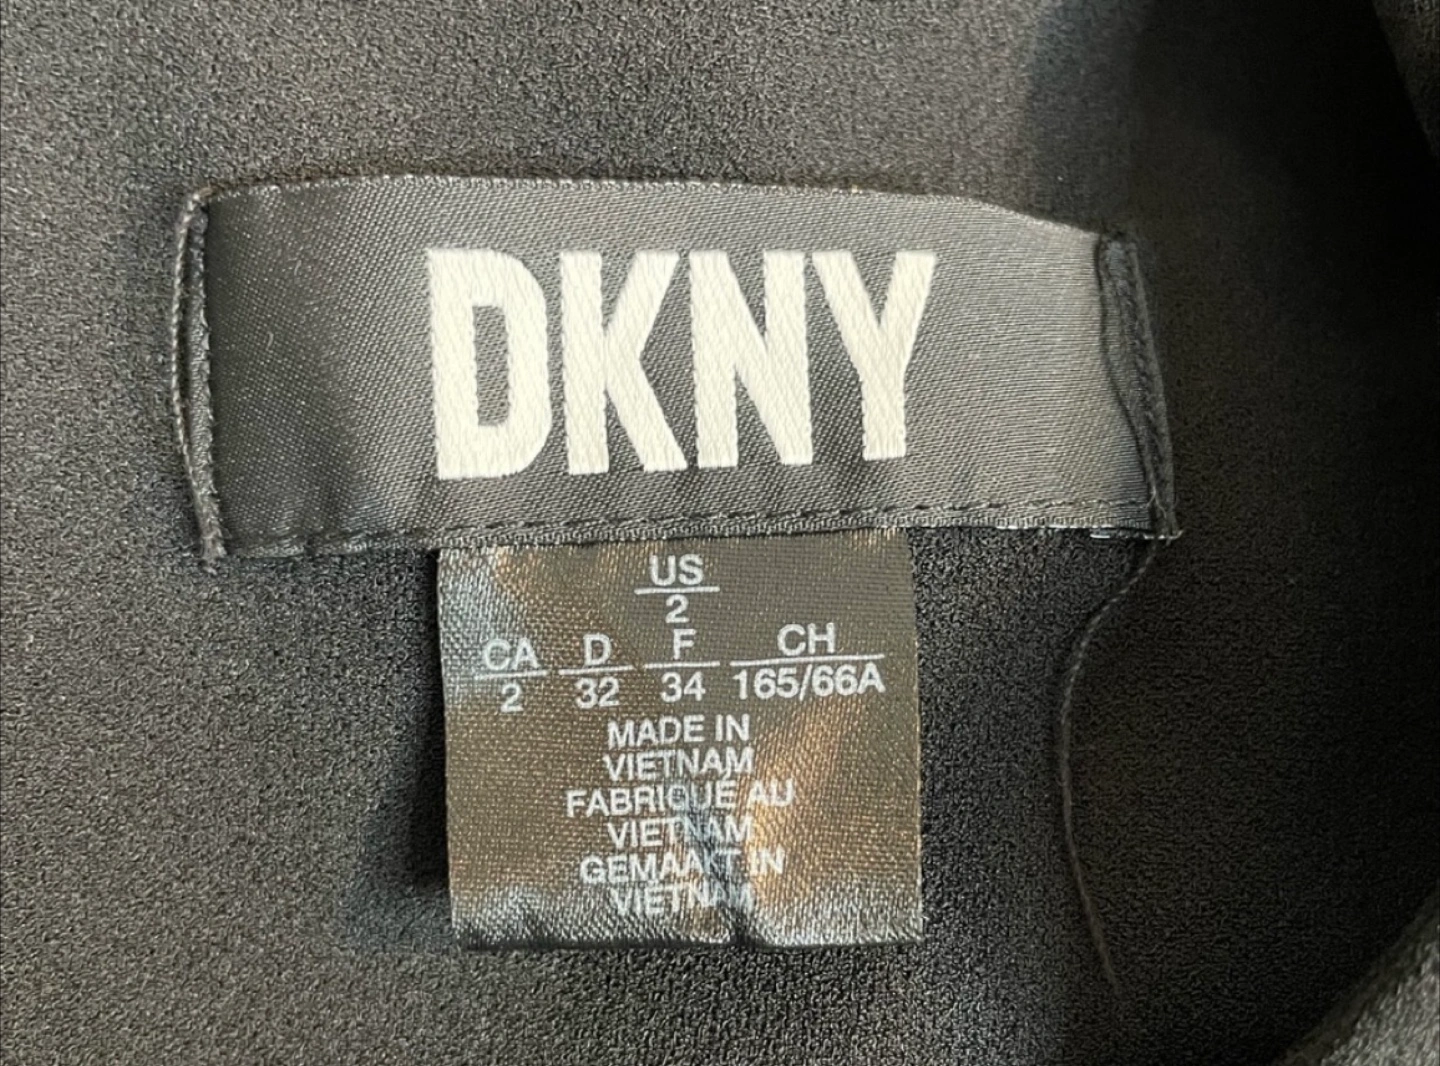 DKNY
US
2
CA D F CH
2 32 34 165/66A
MADE IN
VIETNAM
FABRIQUÉ AU
VIETNAM
GEMAAKT IN
VIETNAM